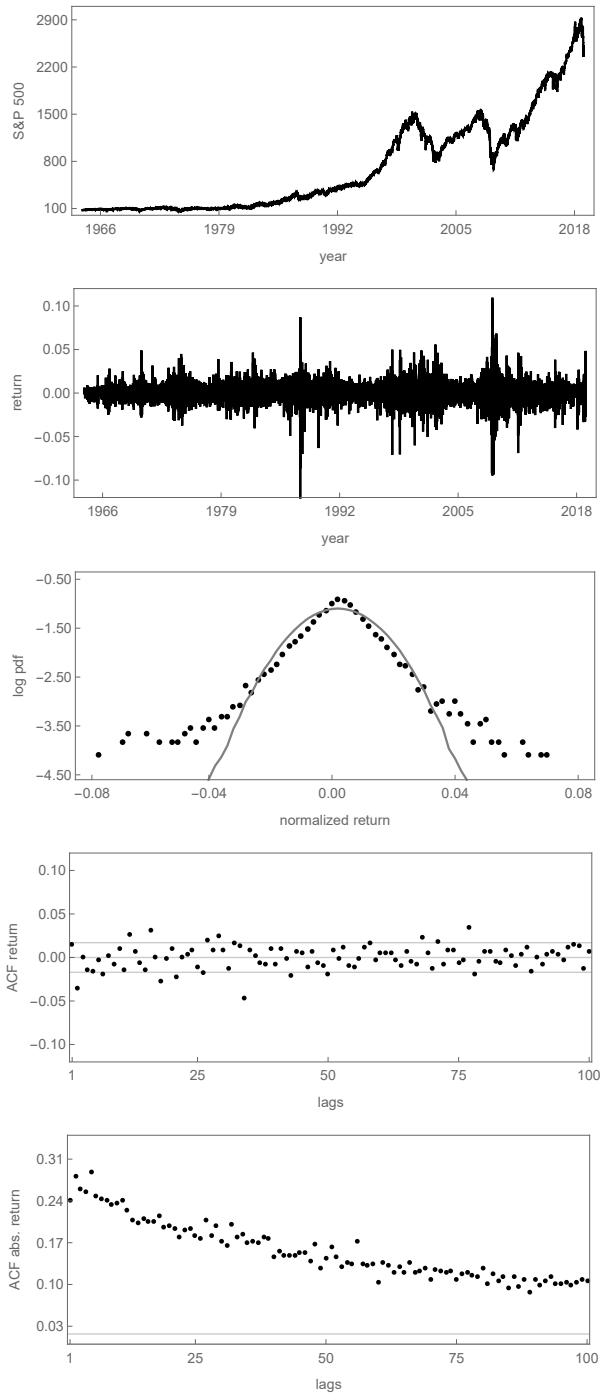 2900
2200
1500
800
100
S&P 500
1966 1979 1992 2005 2018
year
0.10
0.05
0.00
−0.05
−0.10
return
1966 1979 1992 2005 2018
year
−0.50
−1.50
−2.50
−3.50
−4.50
log pdf
−0.08 −0.04 0.00 0.04 0.08
normalized return
0.10
0.05
0.00
−0.05
−0.10
ACF return
1 25 50 75 100
lags
0.31
0.24
0.17
0.10
0.03
ACF abs. return
1 25 50 75 100
lags